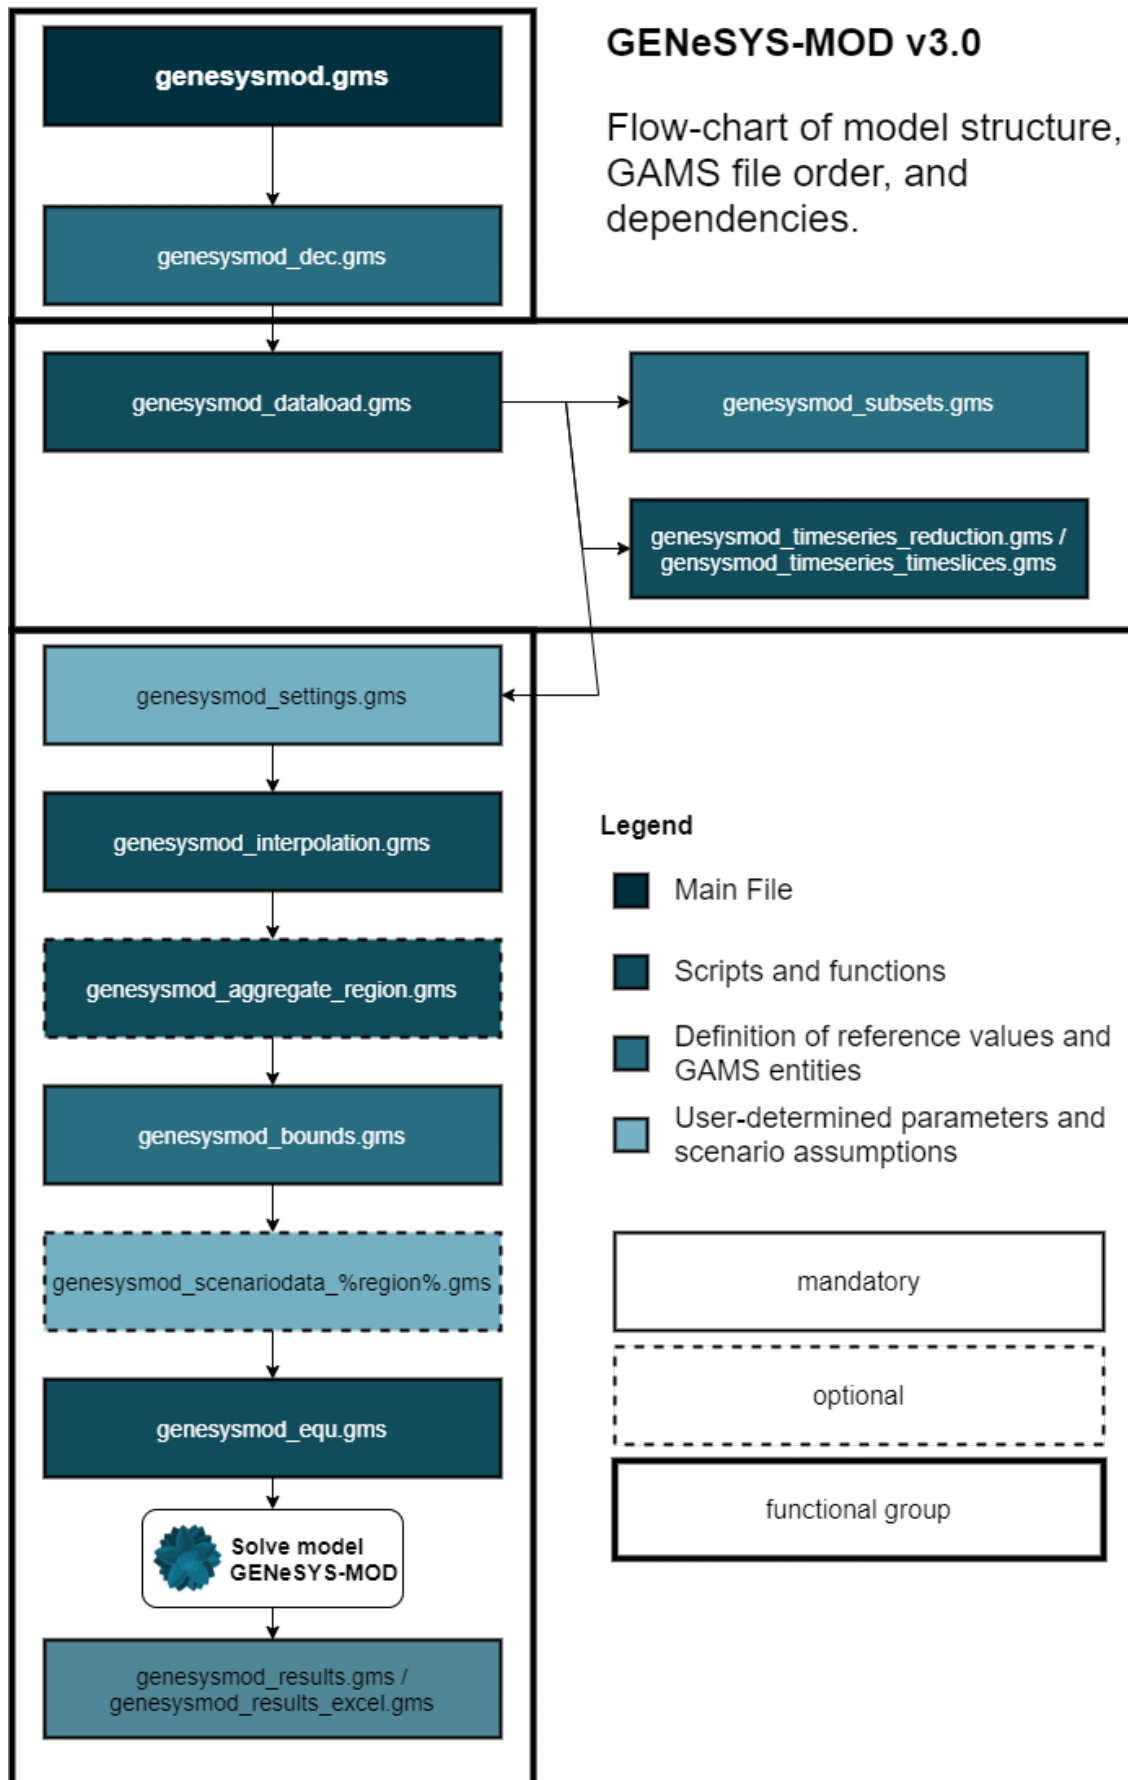 GENeSYS-MOD v3.0
Flow-chart of model structure,
GAMS file order, and
dependencies.
genesysmod.gms
genesysmod_dec.gms
genesysmod_dataload.gms
genesysmod_subsets.gms
genesysmod_timeseries_reduction.gms /
gensysmod_timeseries_timeslices.gms
genesysmod_settings.gms
genesysmod_interpolation.gms
genesysmod_aggregate_region.gms
genesysmod_bounds.gms
genesysmod_scenariodata_%region%.gms
genesysmod_equ.gms
Solve model
GENeSYS-MOD
genesysmod_results.gms /
genesysmod_results_excel.gms
Legend
Main File
Scripts and functions
Definition of reference values and
GAMS entities
User-determined parameters and
scenario assumptions
mandatory
optional
functional group